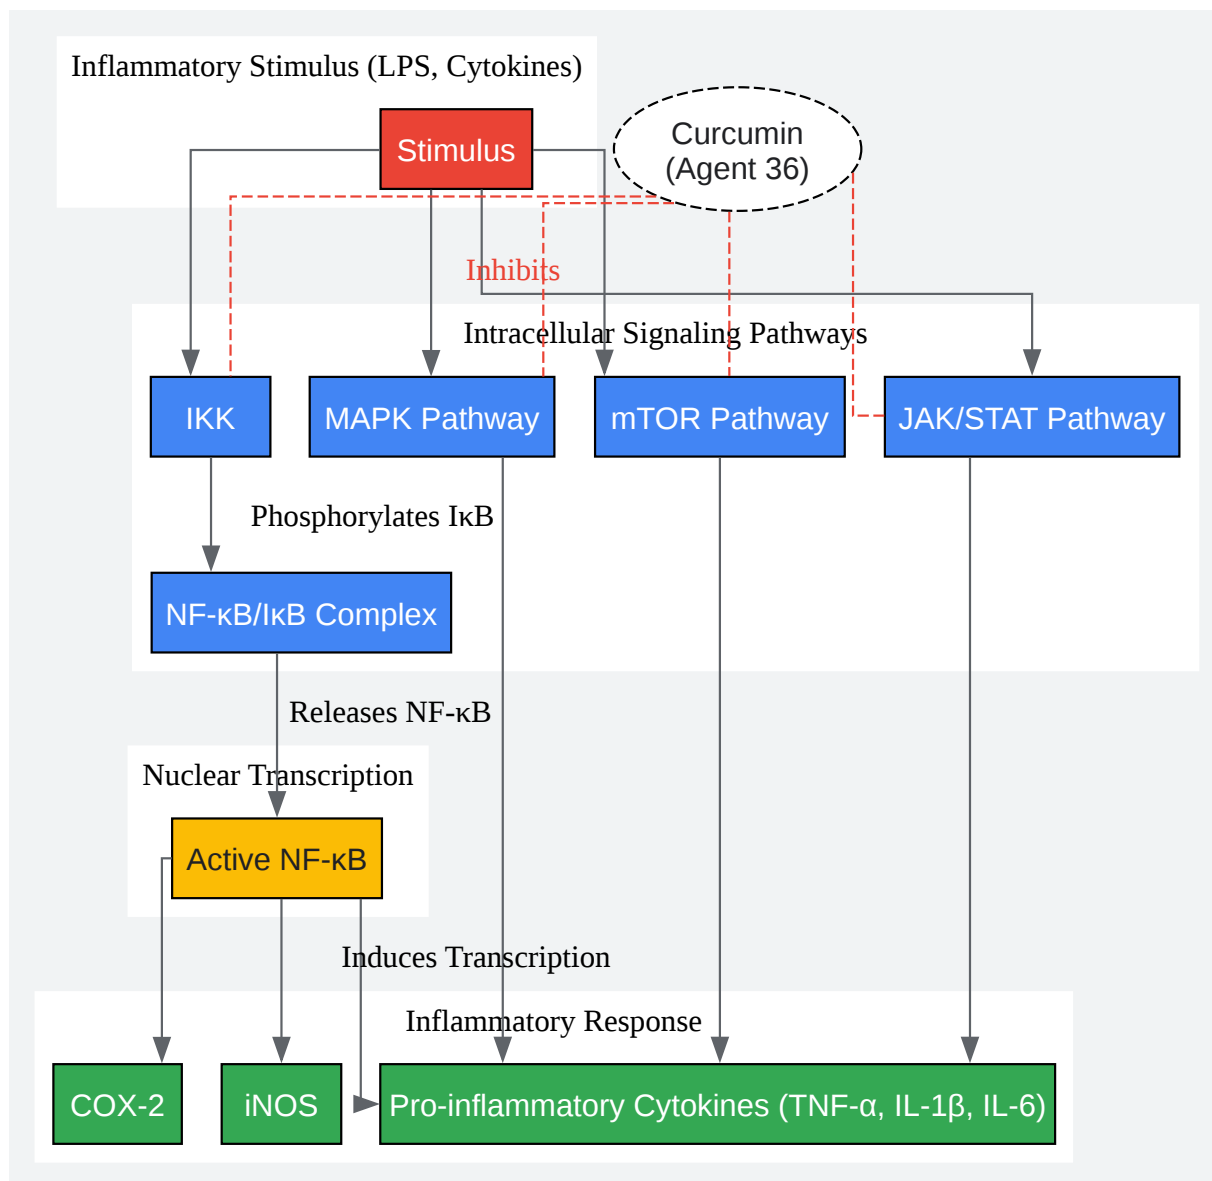 Inflammatory Stimulus (LPS, Cytokines)
Stimulus
Curcumin
(Agent 36)
Inhibits
Intracellular Signaling Pathways
IKK
MAPK Pathway
mTOR Pathway
JAK/STAT Pathway
Phosphorylates IκB
NF-κB/IκB Complex
Releases NF-κB
Nuclear Transcription
Active NF-κB
Induces Transcription
Inflammatory Response
COX-2
iNOS
Pro-inflammatory Cytokines (TNF-α, IL-1β, IL-6)